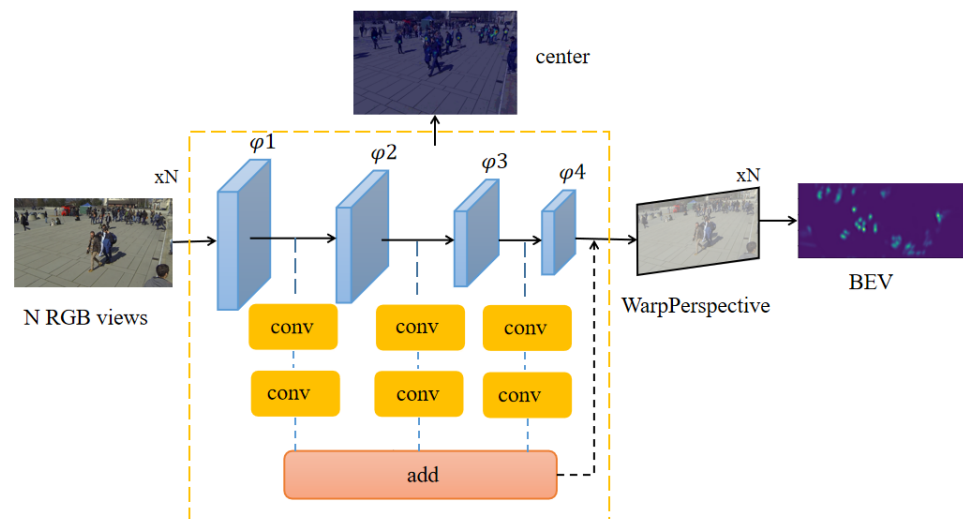 center
φ1
φ2
φ3
φ4
xN
xN
N RGB views
WarpPerspective
BEV
conv
conv
conv
conv
conv
conv
add